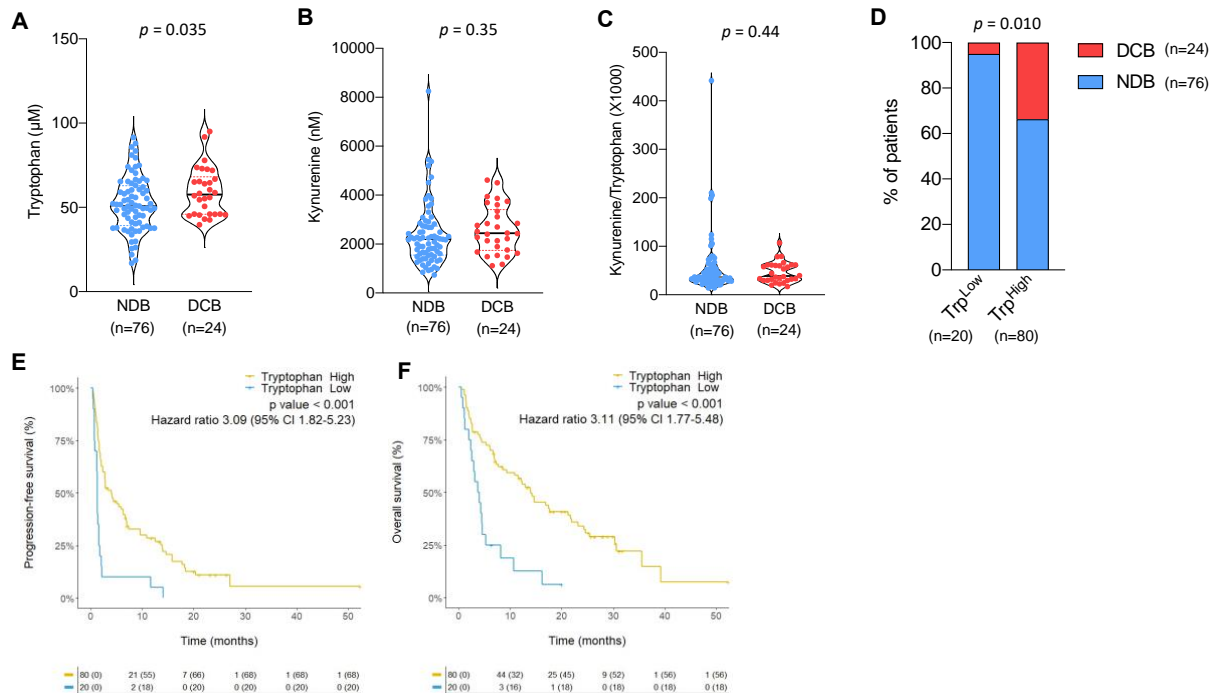 A
p = 0.035
Tryptophan (µM)
150
100
50
0
NDB
DCB
(n=76)
(n=24)
B
p = 0.35
Kynurenine (nM)
10000
8000
6000
4000
2000
0
NDB
DCB
(n=76)
(n=24)
C
p = 0.44
Kynurenine/Tryptophan (X1000)
500
400
300
200
100
0
NDB
DCB
(n=76)
(n=24)
D
p = 0.010
% of patients
100
80
60
40
20
0
TrpLow
TrpHigh
(n=20)
(n=80)
DCB (n=24)
NDB (n=76)
E
Tryptophan High
Tryptophan Low
p value < 0.001
Hazard ratio 3.09 (95% CI 1.82-5.23)
Progression-free survival (%)
100%
75%
50%
25%
0%
0 10 20 30 40 50
Time (months)
80 (0) 21 (55) 7 (66) 1 (68) 1 (68) 1 (68)
20 (0) 2 (18) 0 (20) 0 (20) 0 (20) 0 (20)
F
Tryptophan High
Tryptophan Low
p value < 0.001
Hazard ratio 3.11 (95% CI 1.77-5.48)
Overall survival (%)
100%
75%
50%
25%
0%
0 10 20 30 40 50
Time (months)
80 (0) 44 (32) 25 (45) 9 (52) 1 (56) 1 (56)
20 (0) 3 (16) 1 (18) 0 (18) 0 (18) 0 (18)